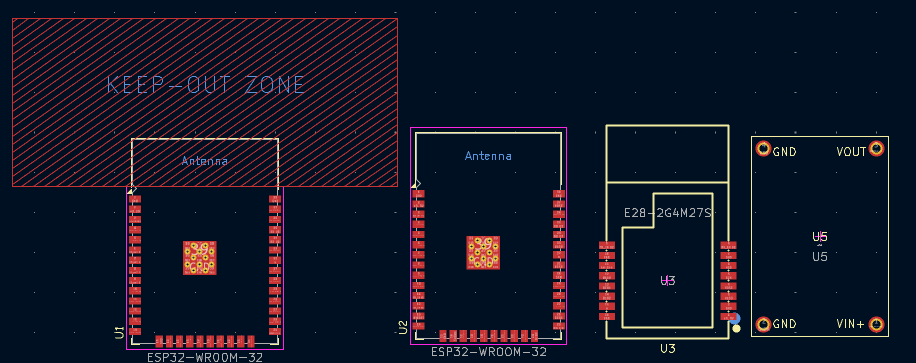 KEEP-OUT ZONE
Antenna
U1
ESP32-WROOM-32
Antenna
U2
ESP32-WROOM-32
E28-2G4M27S
U3
U3
GND
VOUT
U5
U5
GND
VIN+